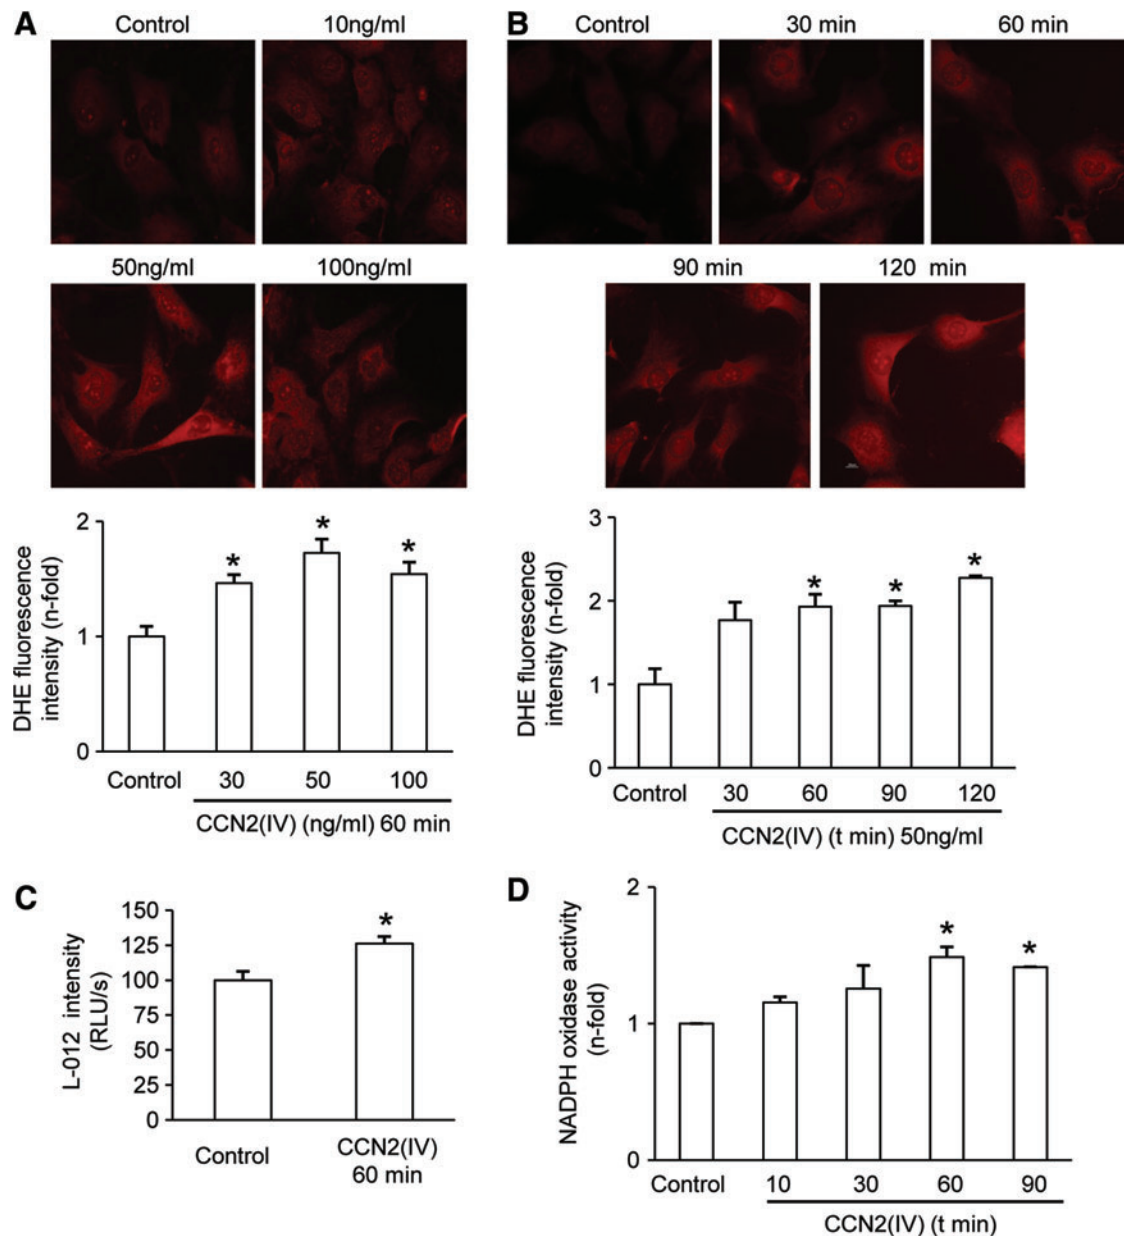 A
Control
10ng/ml
50ng/ml
100ng/ml
DHE fluorescence
intensity (n-fold)
2
1
0
*
*
*
Control
30
50
100
CCN2(IV) (ng/ml) 60 min
B
Control
30 min
60 min
90 min
120 min
DHE fluorescence
intensity (n-fold)
3
2
1
0
*
*
*
Control
30
60
90
120
CCN2(IV) (t min) 50ng/ml
C
L-012 intensity
(RLU/s)
150
125
100
75
50
25
0
*
Control
CCN2(IV)
60 min
D
NADPH oxidase activity
(n-fold)
2
1
0
*
*
Control
10
30
60
90
CCN2(IV) (t min)